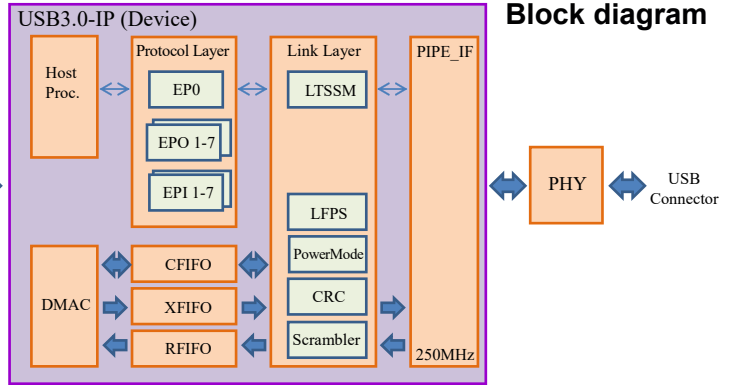 USB3.0-IP (Device)
Block diagram
Host
Proc.
Protocol Layer
EP0
EPO 1-7
EPI 1-7
Link Layer
LTSSM
LFPS
PowerMode
CRC
Scrambler
PIPE_IF
250MHz
DMAC
CFIFO
XFIFO
RFIFO
PHY
USB
Connector